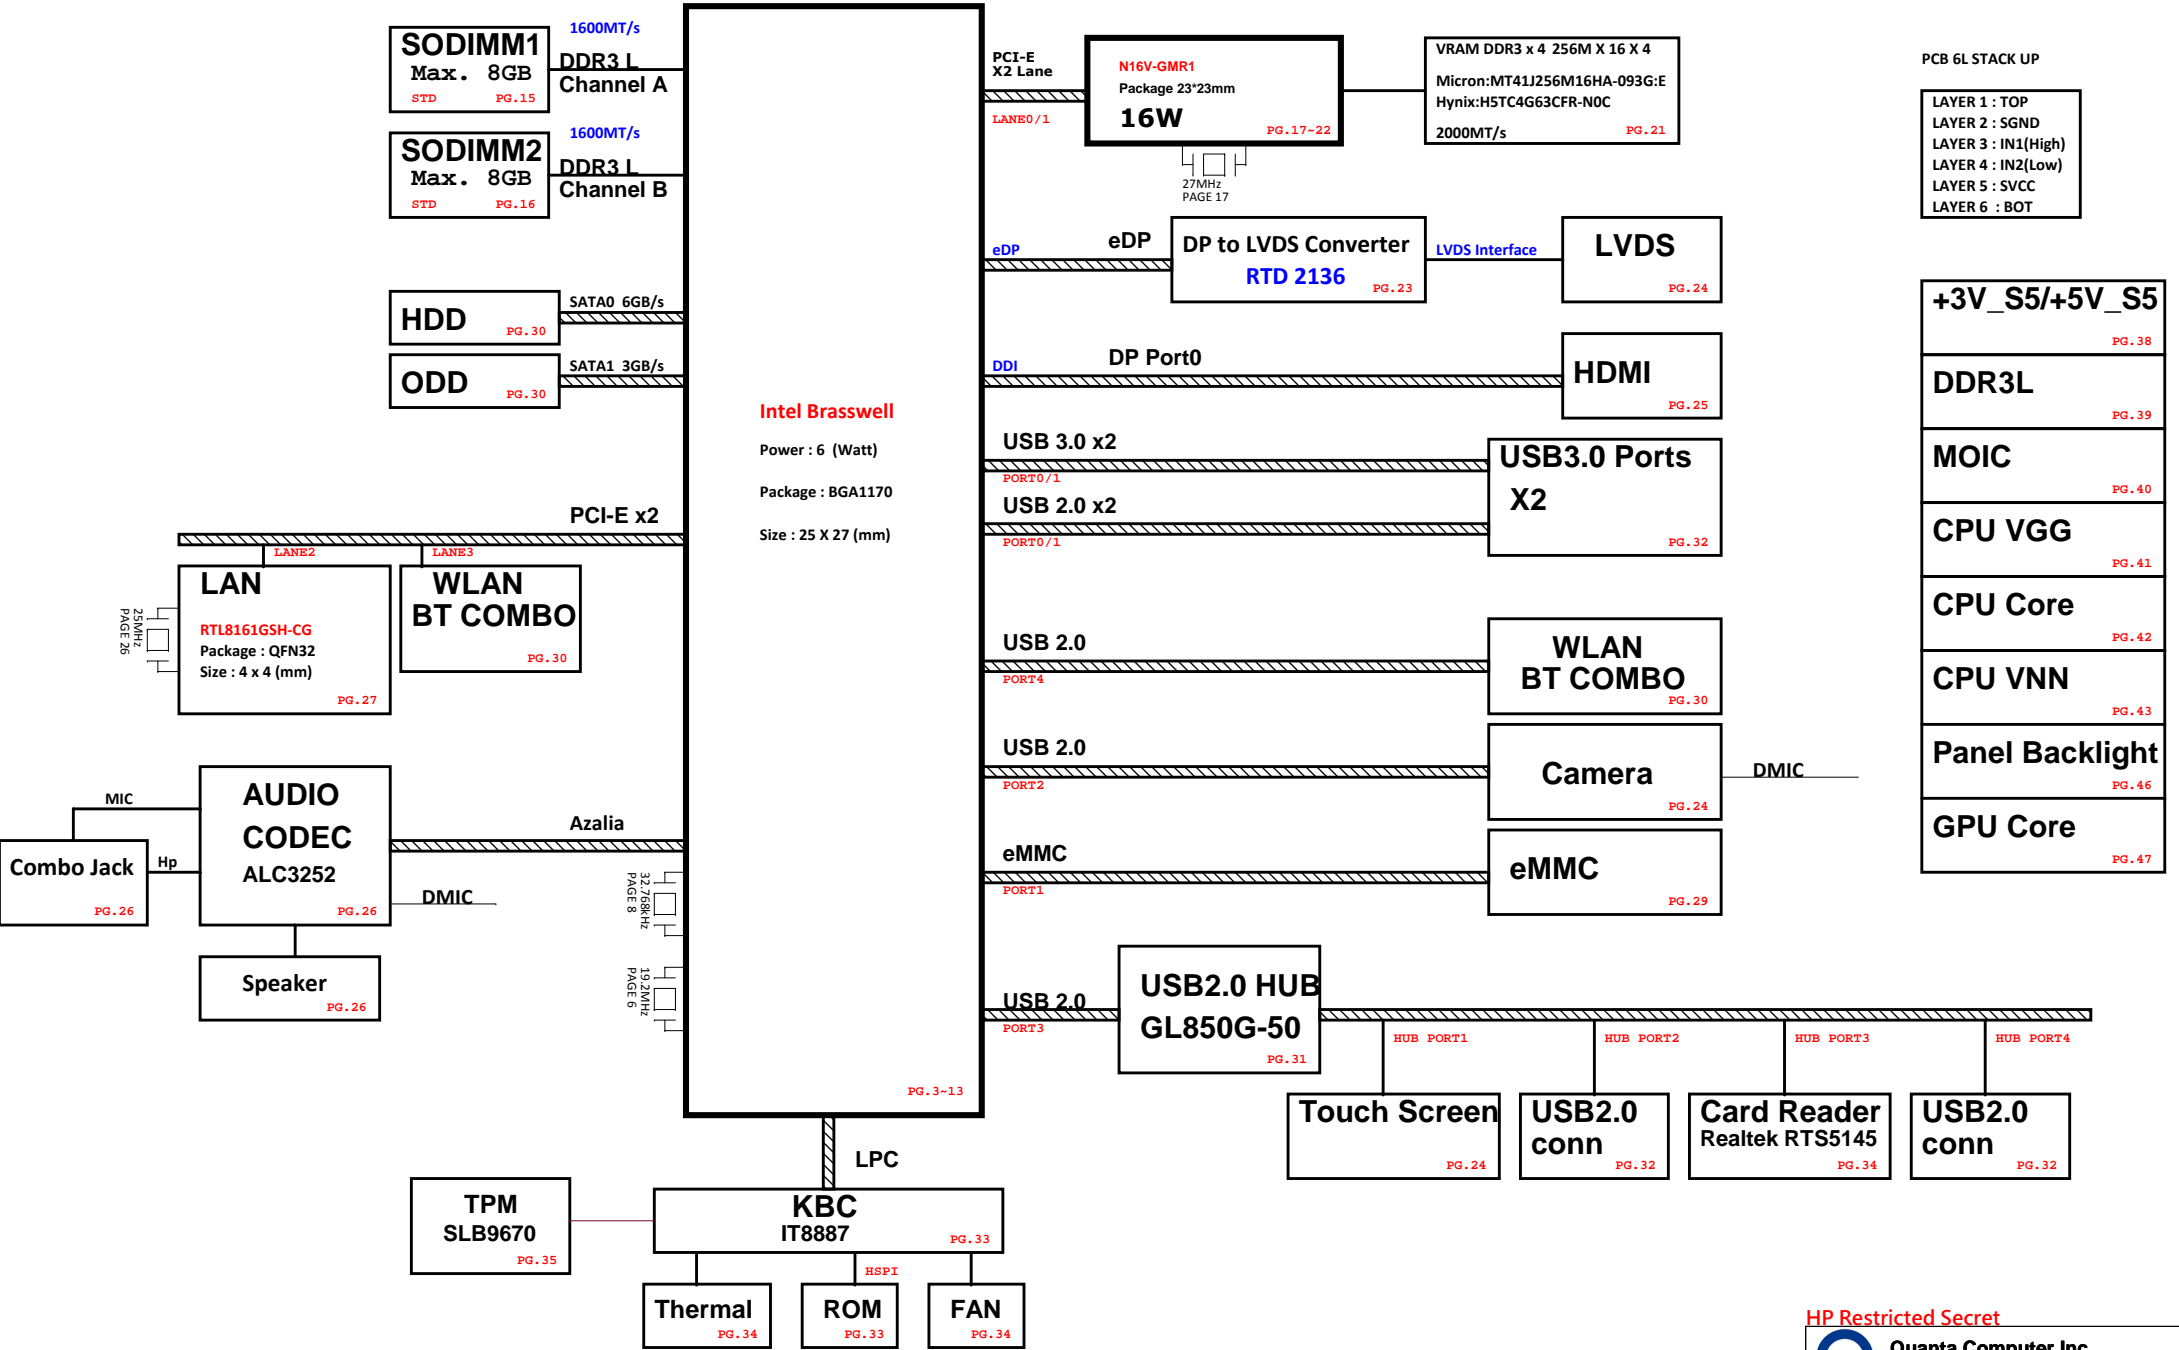 SODIMM1
Max. 8GB
STD PG.15
1600MT/s
DDR3 L
Channel A
SODIMM2
Max. 8GB
STD PG.16
1600MT/s
DDR3 L
Channel B
HDD PG.30
SATA0 6GB/s
ODD PG.30
SATA1 3GB/s
PCI-E x2
LANE2
LANE3
LAN
RTL8161GSH-CG
Package : QFN32
Size : 4 x 4 (mm)
PG.27
25MHz
PAGE 26
WLAN
BT COMBO
PG.30
AUDIO
CODEC
ALC3252
PG.26
MIC
Hp
Combo Jack
PG.26
DMIC
Azalia
Speaker
PG.26
32.768kHz
PAGE 8
19.2MHz
PAGE 6
Intel Brasswell
Power : 6 (Watt)
Package : BGA1170
Size : 25 X 27 (mm)
PG.3~13
LPC
TPM
SLB9670
PG.35
KBC
IT8887
PG.33
HSPI
Thermal
PG.34
ROM
PG.33
FAN
PG.34
PCI-E
X2 Lane
LANE0/1
N16V-GMR1
Package 23*23mm
16W
PG.17~22
27MHz
PAGE 17
VRAM DDR3 x 4 256M X 16 X 4
Micron:MT41J256M16HA-093G:E
Hynix:H5TC4G63CFR-N0C
2000MT/s PG.21
eDP
eDP
DP to LVDS Converter
RTD 2136
PG.23
LVDS Interface
LVDS
PG.24
DDI
DP Port0
HDMI
PG.25
USB 3.0 x2
PORT0/1
USB 2.0 x2
PORT0/1
USB3.0 Ports
X2
PG.32
USB 2.0
PORT4
WLAN
BT COMBO
PG.30
USB 2.0
PORT2
Camera
PG.24
DMIC
eMMC
PORT1
eMMC
PG.29
USB 2.0
PORT3
USB2.0 HUB
GL850G-50
PG.31
HUB PORT1
HUB PORT2
HUB PORT3
HUB PORT4
Touch Screen
PG.24
USB2.0
conn
PG.32
Card Reader
Realtek RTS5145
PG.34
USB2.0
conn
PG.32
PCB 6L STACK UP
LAYER 1 : TOP
LAYER 2 : SGND
LAYER 3 : IN1(High)
LAYER 4 : IN2(Low)
LAYER 5 : SVCC
LAYER 6 : BOT
+3V_S5/+5V_S5
PG.38
DDR3L
PG.39
MOIC
PG.40
CPU VGG
PG.41
CPU Core
PG.42
CPU VNN
PG.43
Panel Backlight
PG.46
GPU Core
PG.47
HP Restricted Secret
Quanta Computer Inc